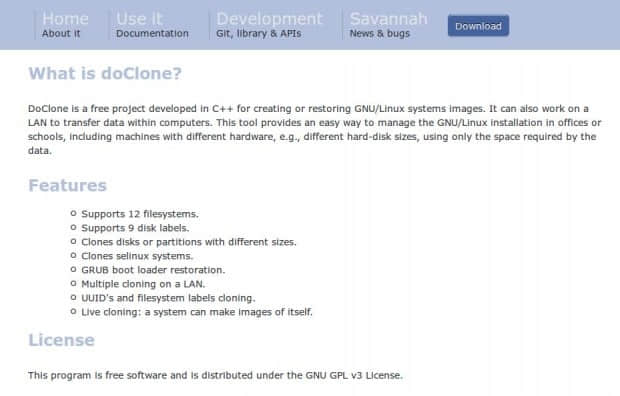 Home Use it Development Savannah
About it Documentation Git, library & APIs News & bugs Download
What is doClone?
DoClone is a free project developed in C++ for creating or restoring GNU/Linux systems images. It can also work on a
LAN to transfer data within computers. This tool provides an easy way to manage the GNU/Linux installation in offices or
schools, including machines with different hardware, e.g., different hard-disk sizes, using only the space required by the
data.
Features
Supports 12 filesystems.
Supports 9 disk labels.
Clones disks or partitions with different sizes.
Clones selinux systems.
GRUB boot loader restoration.
Multiple cloning on a LAN.
UUID's and filesystem labels cloning.
Live cloning: a system can make images of itself.
License
This program is free software and is distributed under the GNU GPL v3 License.